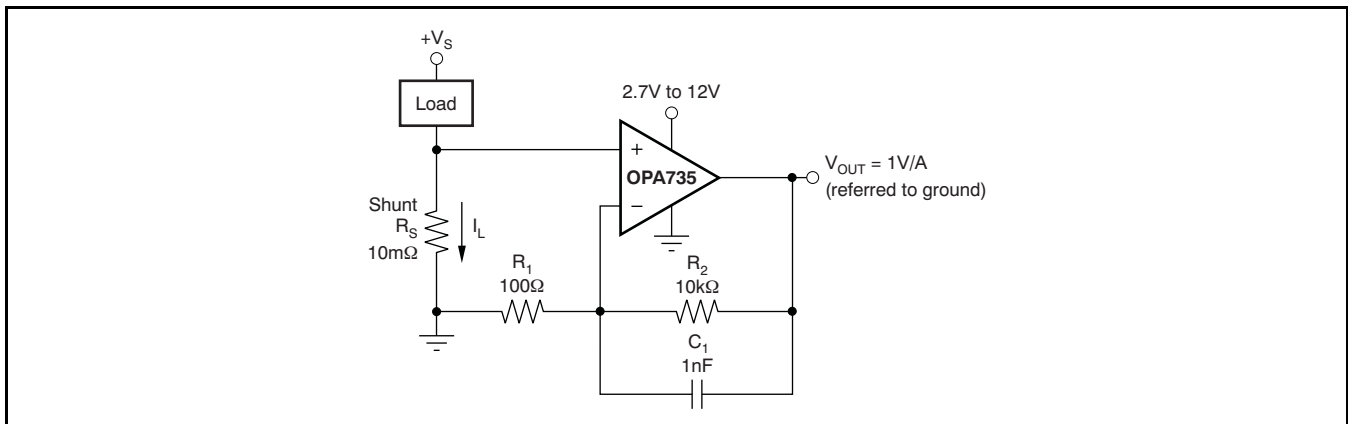 +V_S
Load
2.7V to 12V
+
OPA735
−
V_OUT = 1V/A
(referred to ground)
Shunt
R_S
10mΩ
I_L
R_1
100Ω
R_2
10kΩ
C_1
1nF